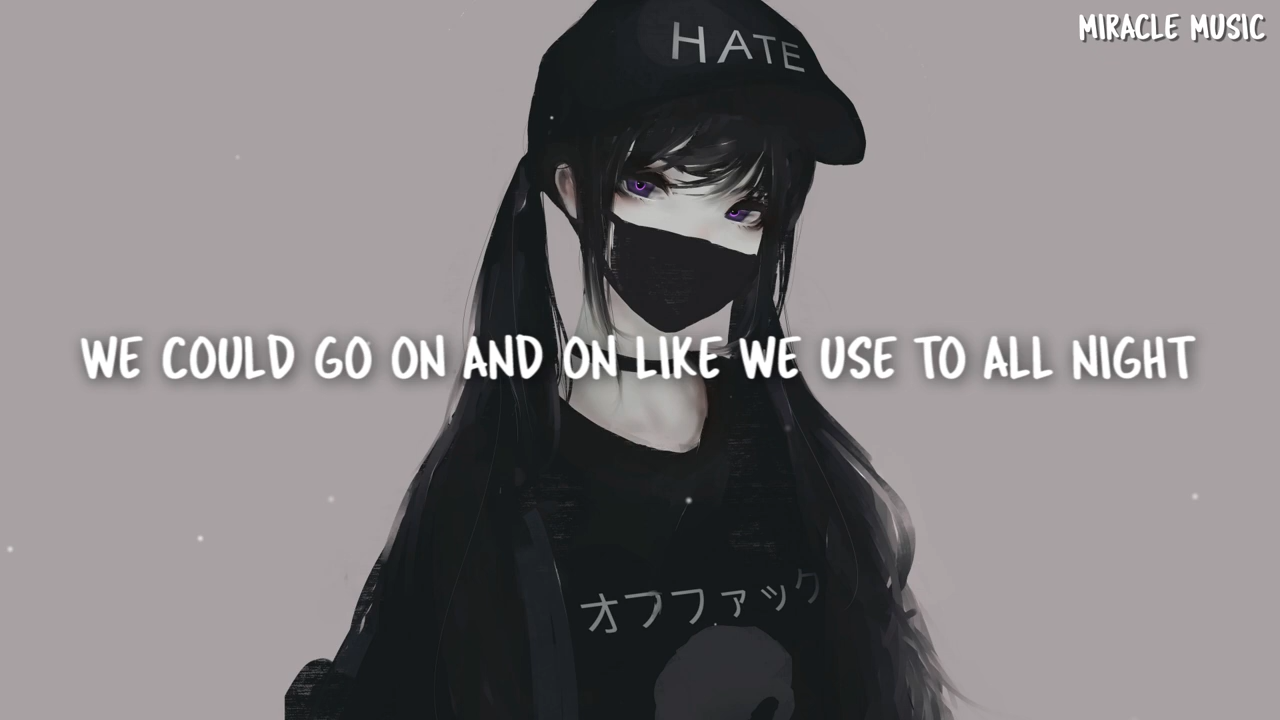 MIRACLE MUSIC
HATE
WE COULD GO ON AND ON LIKE WE USE TO ALL NIGHT
オフファック